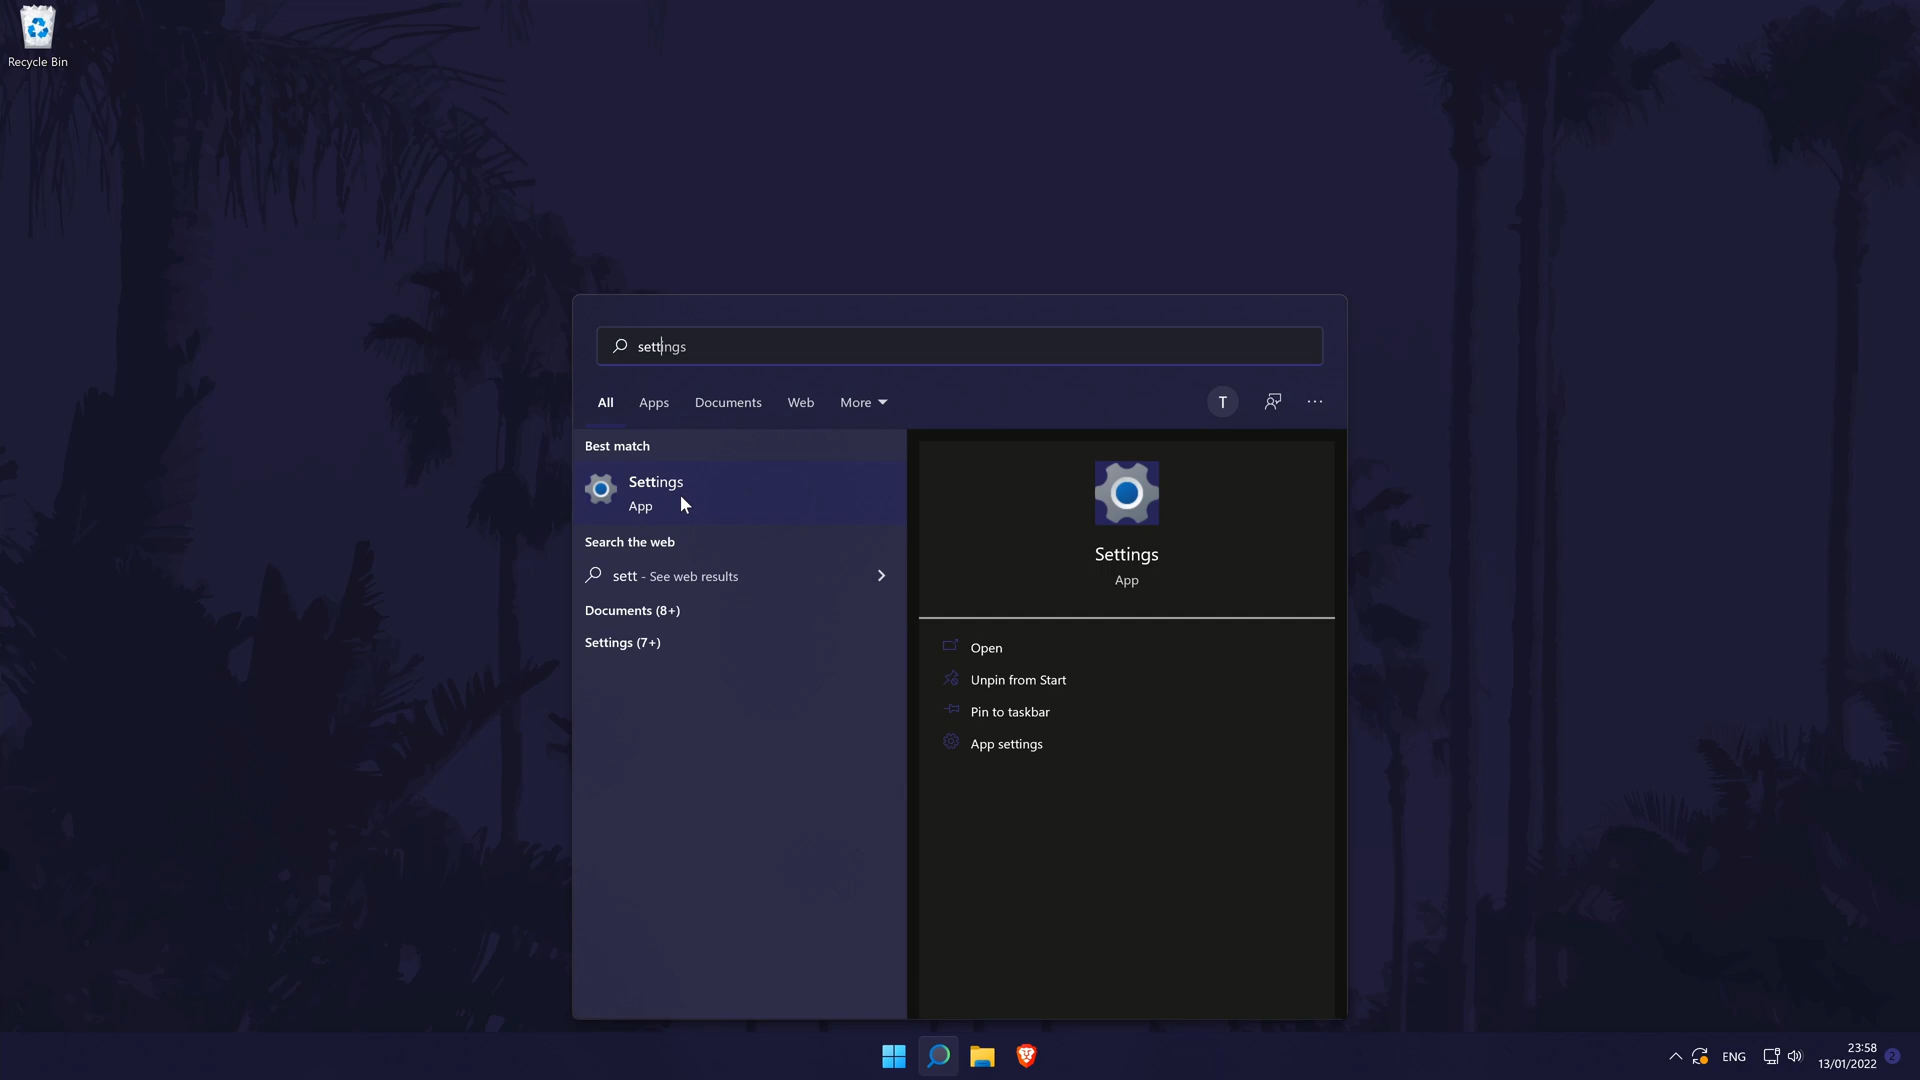 Recycle Bin
settings
All Apps Documents Web More T
Best match
Settings
App
Search the web
sett - See web results
Documents (8+)
Settings (7+)
Settings
App
Open
Unpin from Start
Pin to taskbar
App settings
ENG
23:58
13/01/2022
2